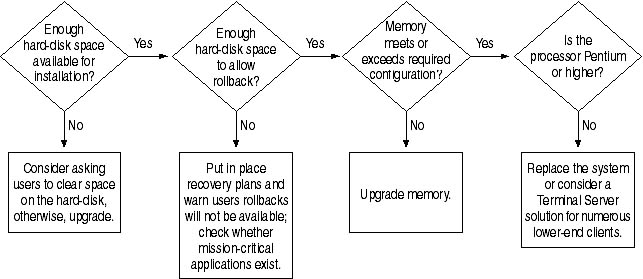 Enough
hard-disk space
available for
installation?
Yes
Enough
hard-disk space
to allow
rollback?
Yes
Memory
meets or
exceeds required
configuration?
Yes
Is the
processor Pentium
or higher?
No
No
No
No
Consider asking
users to clear space
on the hard-disk,
otherwise, upgrade.
Put in place
recovery plans and
warn users rollbacks
will not be available;
check whether
mission-critical
applications exist.
Upgrade memory.
Replace the system
or consider a
Terminal Server
solution for numerous
lower-end clients.